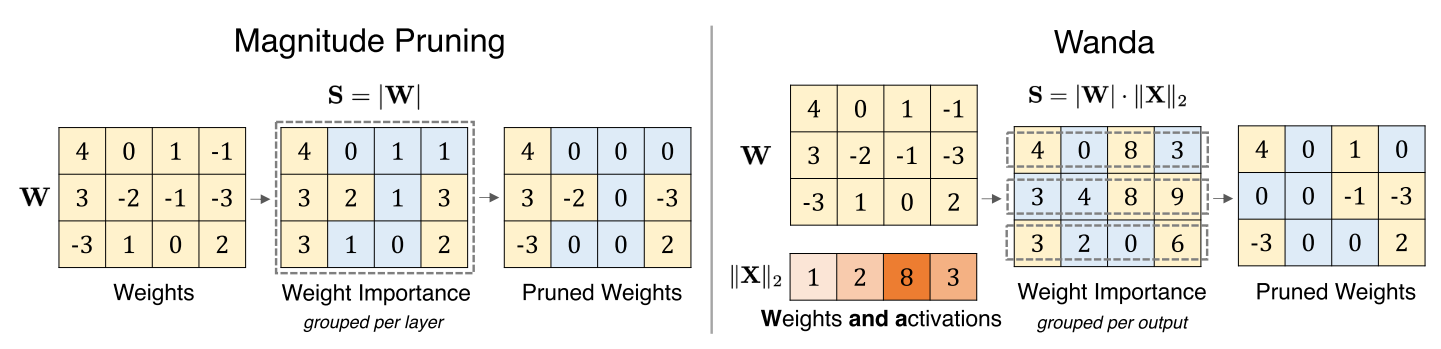 Magnitude Pruning
S = |W|
W
4 0 1 -1
3 -2 -1 -3
-3 1 0 2
Weights
4 0 1 1
3 2 1 3
3 1 0 2
Weight Importance
grouped per layer
4 0 0 0
3 -2 0 -3
-3 0 0 2
Pruned Weights
Wanda
W
4 0 1 -1
3 -2 -1 -3
-3 1 0 2
‖X‖₂ 1 2 8 3
Weights and activations
S = |W| · ‖X‖₂
4 0 8 3
3 4 8 9
3 2 0 6
Weight Importance
grouped per output
4 0 1 0
0 0 -1 -3
-3 0 0 2
Pruned Weights